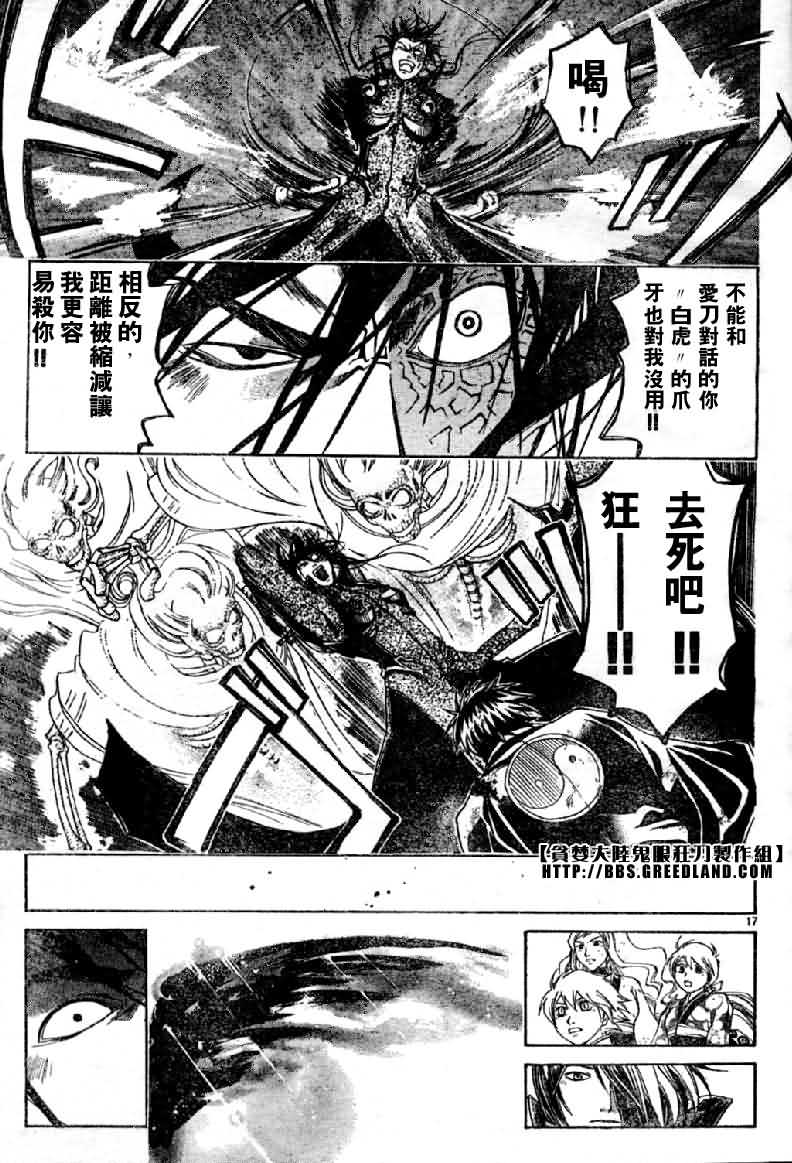 喝!!
不能和
愛刀對話的你
〃白虎〃的爪
牙也對我沒用!!
相反的,
距離被縮減讓
我更容
易殺你!!
去死吧!!
狂——!!
【貪婪大陸鬼眼狂刀製作組】
HTTP://BBS.GREEDLAND.COM
17